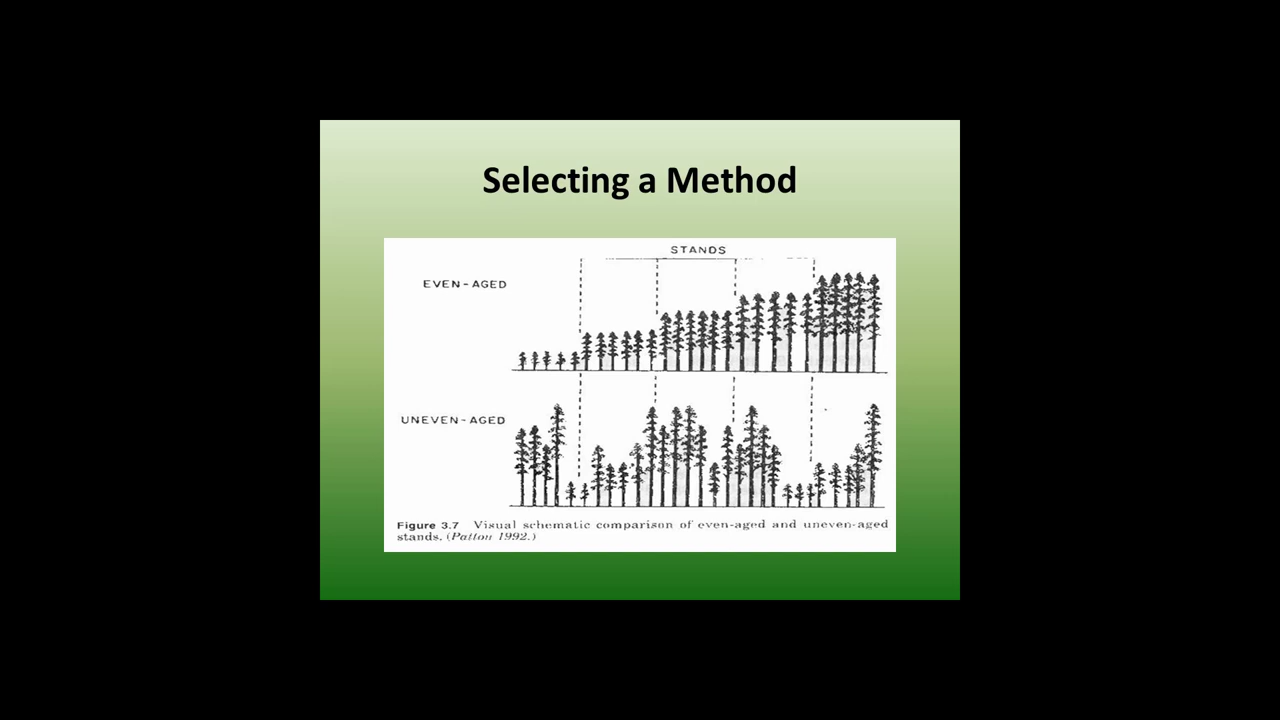 Selecting a Method
STANDS
EVEN-AGED
UNEVEN-AGED
Figure 3.7 Visual schematic comparison of even-aged and uneven-aged
stands. (Patton 1992.)